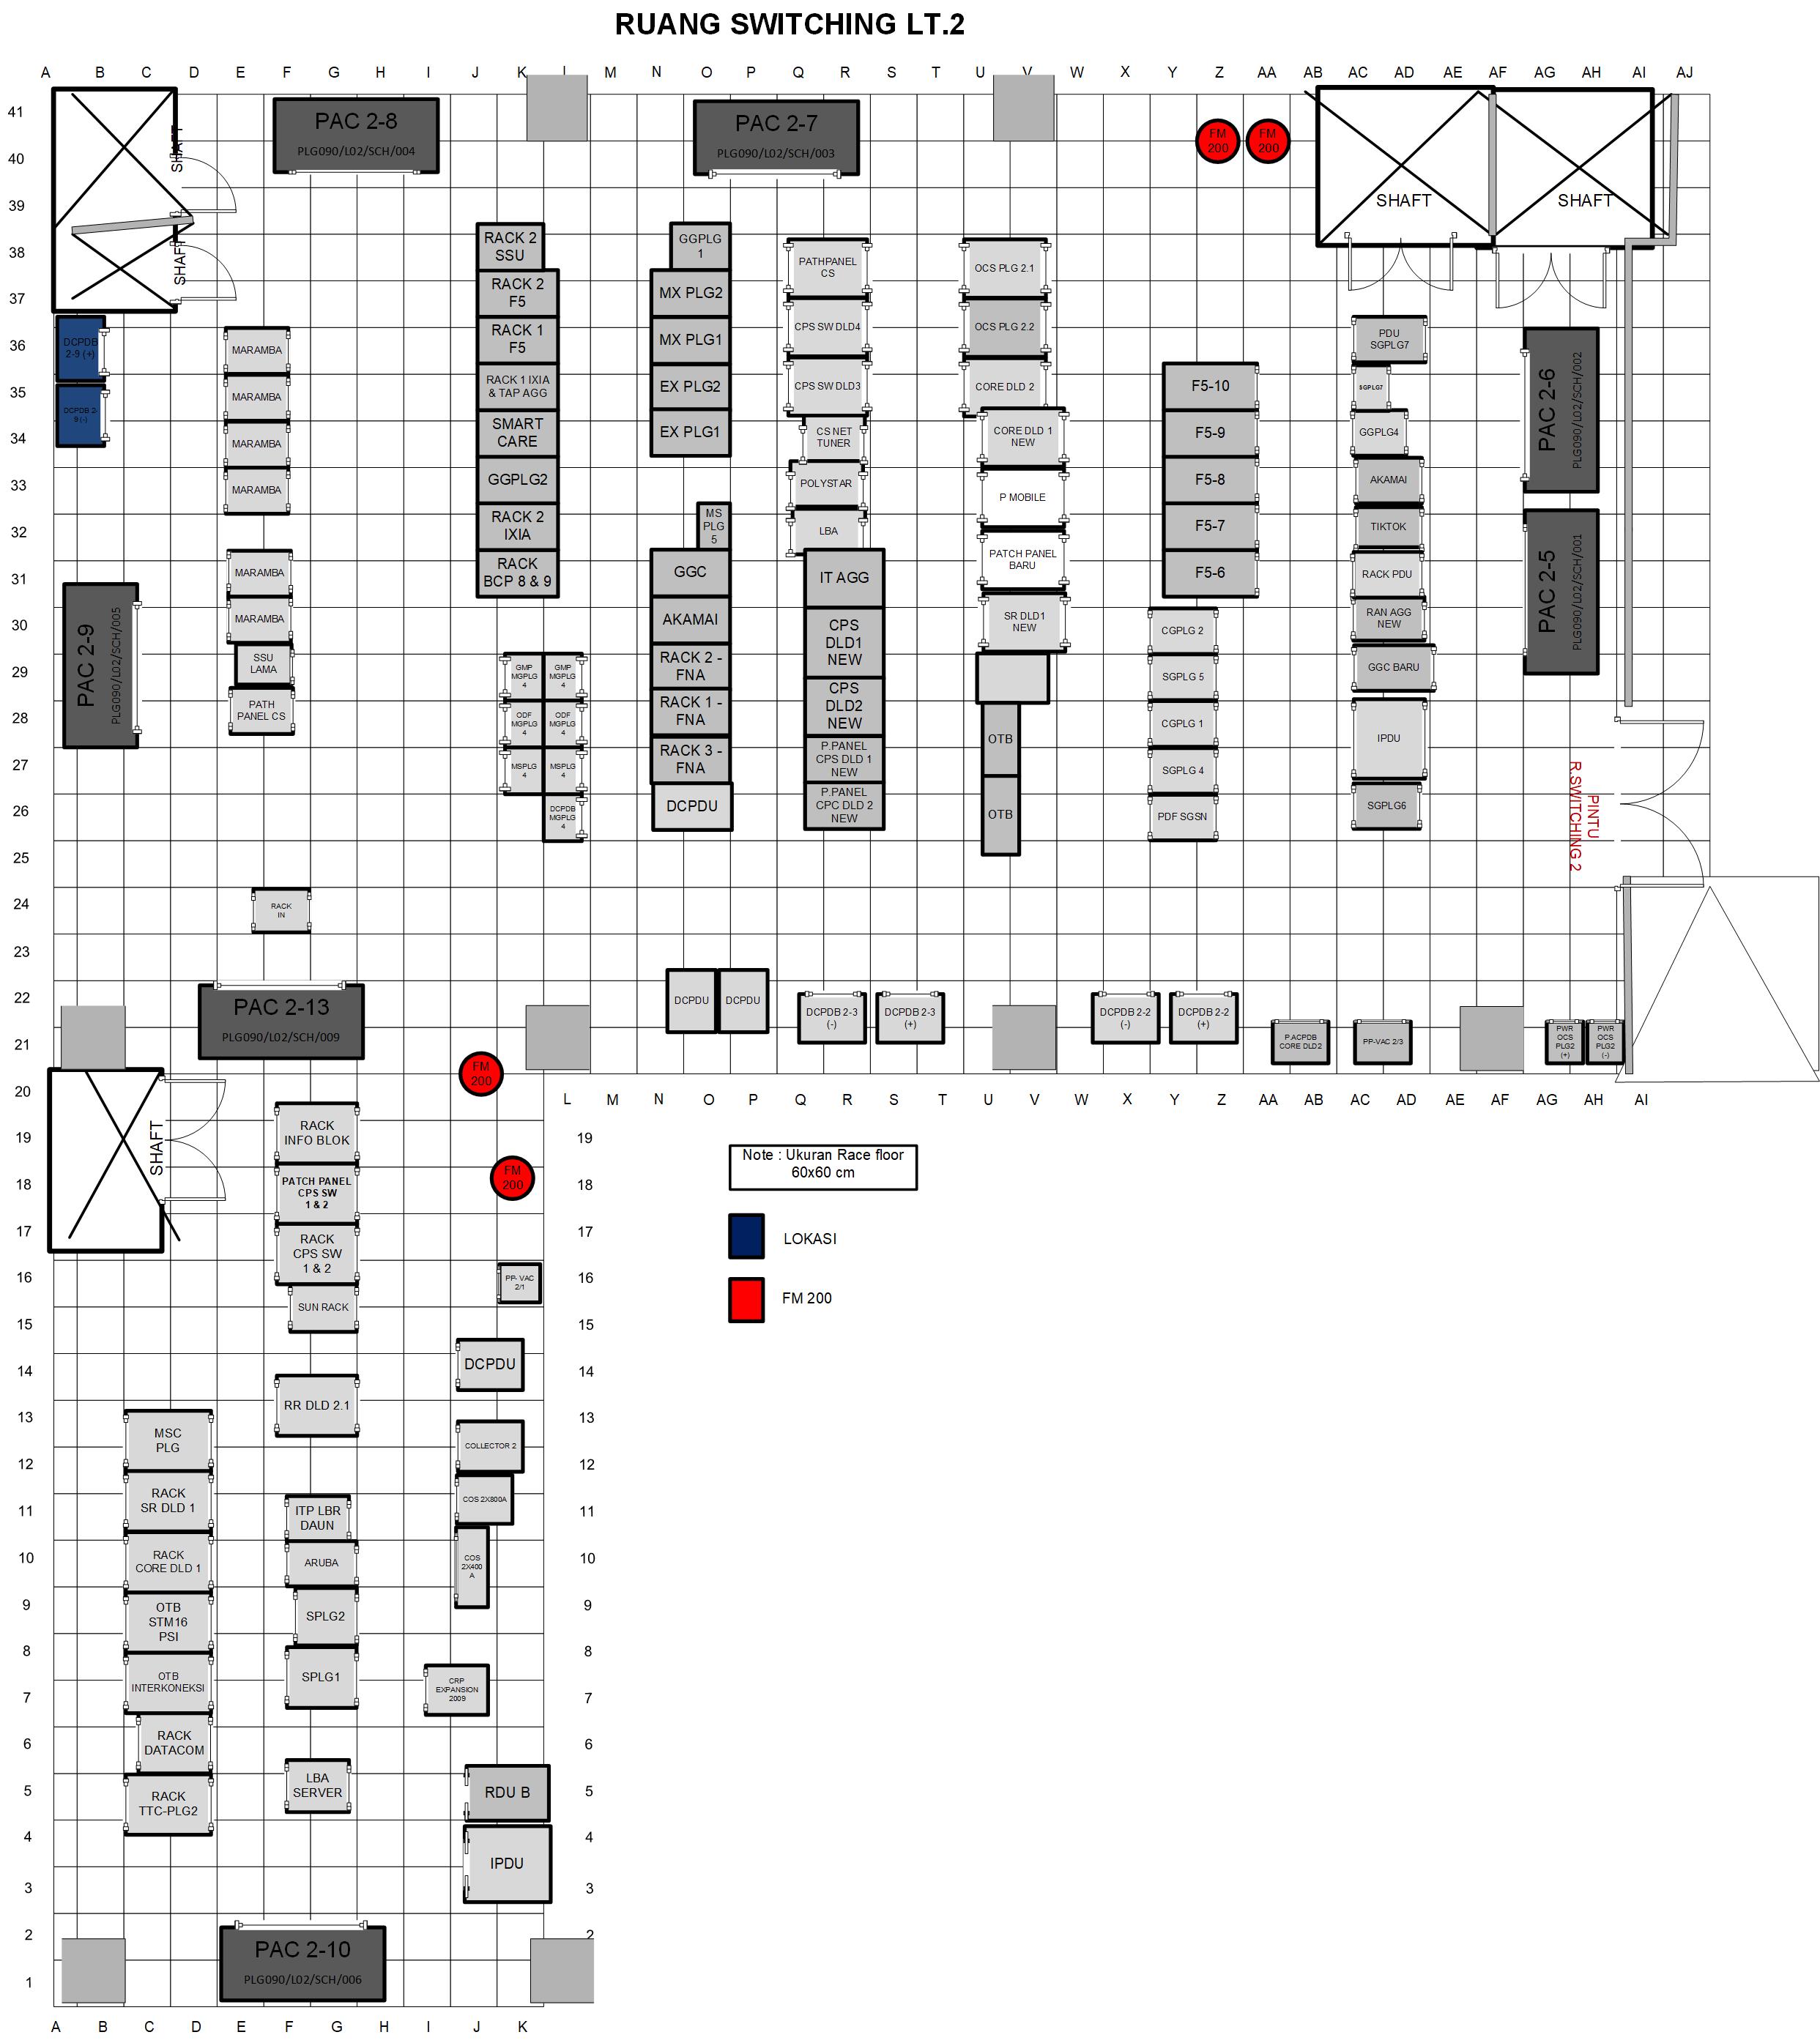 RUANG SWITCHING LT.2
A B C D E F G H I J K L M N O P Q R S T U V W X Y Z AA AB AC AD AE AF AG AH AI AJ
41
40
39
38
37
36
35
34
33
32
31
30
29
28
27
26
25
24
23
22
21
20
19
18
17
16
15
14
13
12
11
10
9
8
7
6
5
4
3
2
1
SHAFT
SHAFT
PAC 2-8
PLG090/L02/SCH/004
PAC 2-7
PLG090/L02/SCH/003
FM
200
FM
200
SHAFT
SHAFT
DCPDB
2-9 (+)
DCPDB 2-
9 (-)
PAC 2-9
PLG090/L02/SCH/005
MARAMBA
MARAMBA
MARAMBA
MARAMBA
MARAMBA
MARAMBA
SSU
LAMA
PATH
PANEL CS
RACK
IN
RACK 2
SSU
RACK 2
F5
RACK 1
F5
RACK 1 IXIA
& TAP AGG
SMART
CARE
GGPLG2
RACK 2
IXIA
RACK
BCP 8 & 9
GMP
MGPLG
4
GMP
MGPLG
4
ODF
MGPLG
4
ODF
MGPLG
4
MSPLG
4
MSPLG
4
DCPDB
MGPLG
4
GGPLG
1
MX PLG2
MX PLG1
EX PLG2
EX PLG1
MS
PLG
5
GGC
AKAMAI
RACK 2 -
FNA
RACK 1 -
FNA
RACK 3 -
FNA
DCPDU
PATHPANEL
CS
CPS SW DLD4
CPS SW DLD3
CS NET
TUNER
POLYSTAR
LBA
IT AGG
CPS
DLD1
NEW
CPS
DLD2
NEW
P.PANEL
CPS DLD 1
NEW
P.PANEL
CPC DLD 2
NEW
OCS PLG 2.1
OCS PLG 2.2
CORE DLD 2
CORE DLD 1
NEW
P MOBILE
PATCH PANEL
BARU
SR DLD1
NEW
OTB
OTB
F5-10
F5-9
F5-8
F5-7
F5-6
CGPLG 2
SGPLG 5
CGPLG 1
SGPLG 4
PDF SGSN
PDU
SGPLG7
SGPLG7
GGPLG4
AKAMAI
TIKTOK
RACK PDU
RAN AGG
NEW
GGC BARU
IPDU
SGPLG6
PAC 2-6
PLG090/L02/SCH/002
PAC 2-5
PLG090/L02/SCH/001
PINTU
R.SWITCHING 2
PAC 2-13
PLG090/L02/SCH/009
DCPDU
DCPDU
DCPDB 2-3
(-)
DCPDB 2-3
(+)
DCPDB 2-2
(-)
DCPDB 2-2
(+)
P.ACPDB
CORE DLD2
PP-VAC 2/3
PWR
OCS
PLG2
(+)
PWR
OCS
PLG2
(-)
L M N O P Q R S T U V W X Y Z AA AB AC AD AE AF AG AH AI
FM
200
SHAFT
RACK
INFO BLOK
PATCH PANEL
CPS SW
1 & 2
RACK
CPS SW
1 & 2
SUN RACK
FM
200
PP- VAC
2/1
19
18
17
16
15
14
13
12
11
10
9
8
7
6
5
4
3
2
Note : Ukuran Race floor
60x60 cm
LOKASI
FM 200
DCPDU
RR DLD 2.1
MSC
PLG
RACK
SR DLD 1
RACK
CORE DLD 1
OTB
STM16
PSI
OTB
INTERKONEKSI
RACK
DATACOM
RACK
TTC-PLG2
ITP LBR
DAUN
ARUBA
SPLG2
SPLG1
LBA
SERVER
COLLECTOR 2
COS 2X800A
COS
2X400
A
CRP
EXPANSION
2009
RDU B
IPDU
PAC 2-10
PLG090/L02/SCH/006
A B C D E F G H I J K